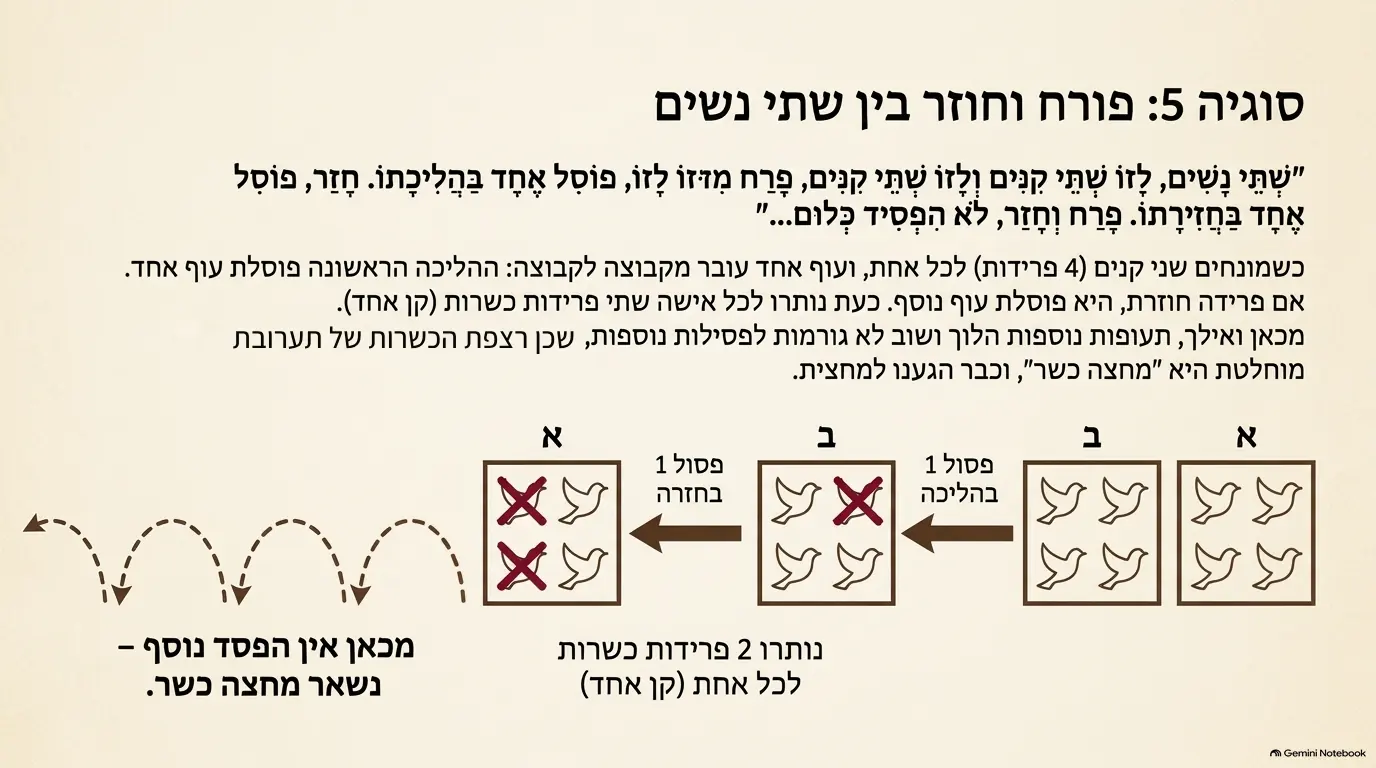 סוגיה 5: פורח וחוזר בין שתי נשים
"שְׁתֵּי נָשִׁים, לָזוֹ שְׁתֵּי קִנִּים וְלָזוֹ שְׁתֵּי קִנִּים, פָּרַח מִזּוֹ לָזוֹ, פּוֹסֵל אֶחָד בַּהֲלִיכָתוֹ. חָזַר, פּוֹסֵל
אֶחָד בַּחֲזִירָתוֹ. פָּרַח וְחָזַר, לֹא הִפְסִיד כְּלוּם..."
כשמונחים שני קנים (4 פרידות) לכל אחת, ועוף אחד עובר מקבוצה לקבוצה: ההליכה הראשונה פוסלת עוף אחד.
אם פרידה חוזרת, היא פוסלת עוף נוסף. כעת נותרו לכל אישה שתי פרידות כשרות (קן אחד).
מכאן ואילך, תעופות נוספות הלוך ושוב לא גורמות לפסילות נוספות, שכן רצפת הכשרות של תערובת
מוחלטת היא "מחצה כשר", וכבר הגענו למחצית.
א
ב
פסול 1
בהליכה
ב
פסול 1
בחזרה
א
נותרו 2 פרידות כשרות
לכל אחת (קן אחד)
מכאן אין הפסד נוסף –
נשאר מחצה כשר.
Gemini Notebook